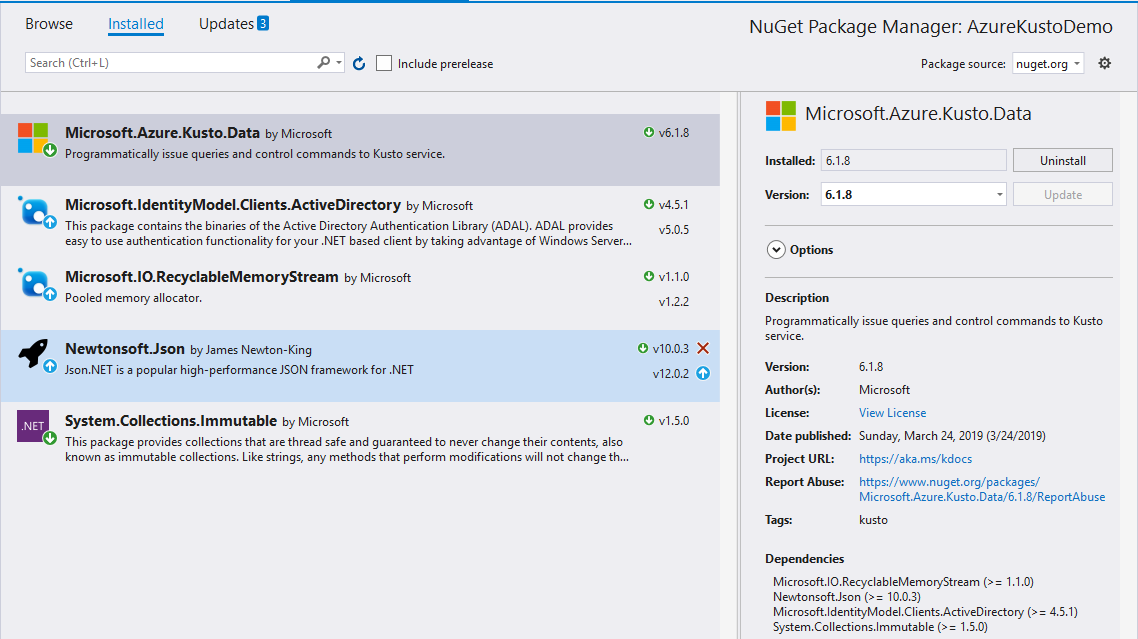 Browse
Installed
Updates 3
NuGet Package Manager: AzureKustoDemo
Search (Ctrl+L)
Include prerelease
Package source: nuget.org
Microsoft.Azure.Kusto.Data by Microsoft
v6.1.8
Programmatically issue queries and control commands to Kusto service.
Microsoft.IdentityModel.Clients.ActiveDirectory by Microsoft
v4.5.1
This package contains the binaries of the Active Directory Authentication Library (ADAL). ADAL provides
v5.0.5
easy to use authentication functionality for your .NET based client by taking advantage of Windows Server...
Microsoft.IO.RecyclableMemoryStream by Microsoft
v1.1.0
Pooled memory allocator.
v1.2.2
Newtonsoft.Json by James Newton-King
v10.0.3
Json.NET is a popular high-performance JSON framework for .NET
v12.0.2
.NET
System.Collections.Immutable by Microsoft
v1.5.0
This package provides collections that are thread safe and guaranteed to never change their contents, also
known as immutable collections. Like strings, any methods that perform modifications will not change th...
Microsoft.Azure.Kusto.Data
Installed: 6.1.8
Uninstall
Version: 6.1.8
Update
Options
Description
Programmatically issue queries and control commands to Kusto
service.
Version: 6.1.8
Author(s): Microsoft
License: View License
Date published: Sunday, March 24, 2019 (3/24/2019)
Project URL: https://aka.ms/kdocs
Report Abuse: https://www.nuget.org/packages/
Microsoft.Azure.Kusto.Data/6.1.8/ReportAbuse
Tags: kusto
Dependencies
Microsoft.IO.RecyclableMemoryStream (>= 1.1.0)
Newtonsoft.Json (>= 10.0.3)
Microsoft.IdentityModel.Clients.ActiveDirectory (>= 4.5.1)
System.Collections.Immutable (>= 1.5.0)